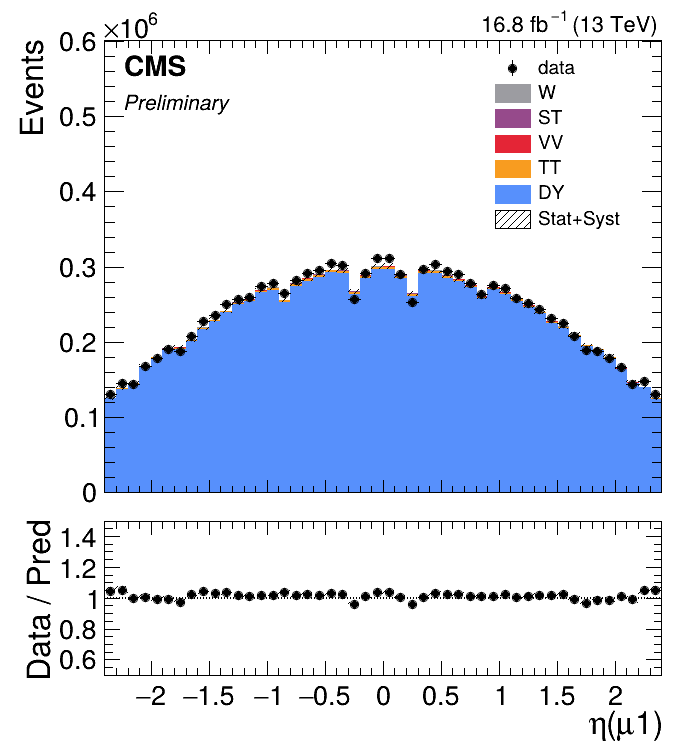 ×10⁶
16.8 fb⁻¹ (13 TeV)
Events
CMS
Preliminary
data
W
ST
VV
TT
DY
Stat+Syst
0.6
0.5
0.4
0.3
0.2
0.1
0
Data / Pred
1.4
1.2
1
0.8
0.6
−2 −1.5 −1 −0.5 0 0.5 1 1.5 2
η(μ1)